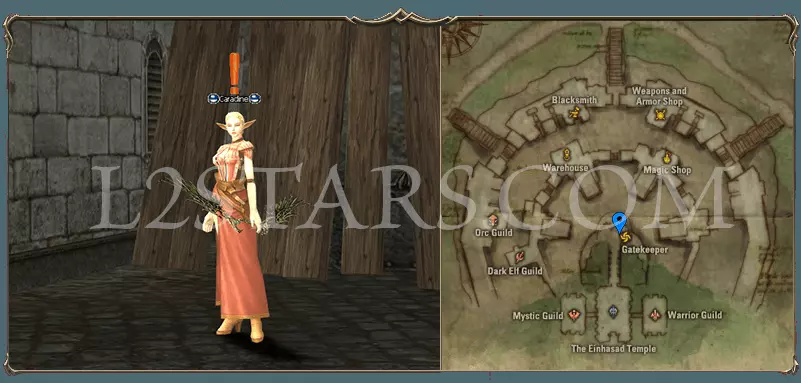 Caradine
L2STARS.COM
Blacksmith
Weapons and
Armor Shop
Warehouse
Magic Shop
Orc Guild
Gatekeeper
Dark Elf Guild
Mystic Guild
Warrior Guild
The Einhasad Temple